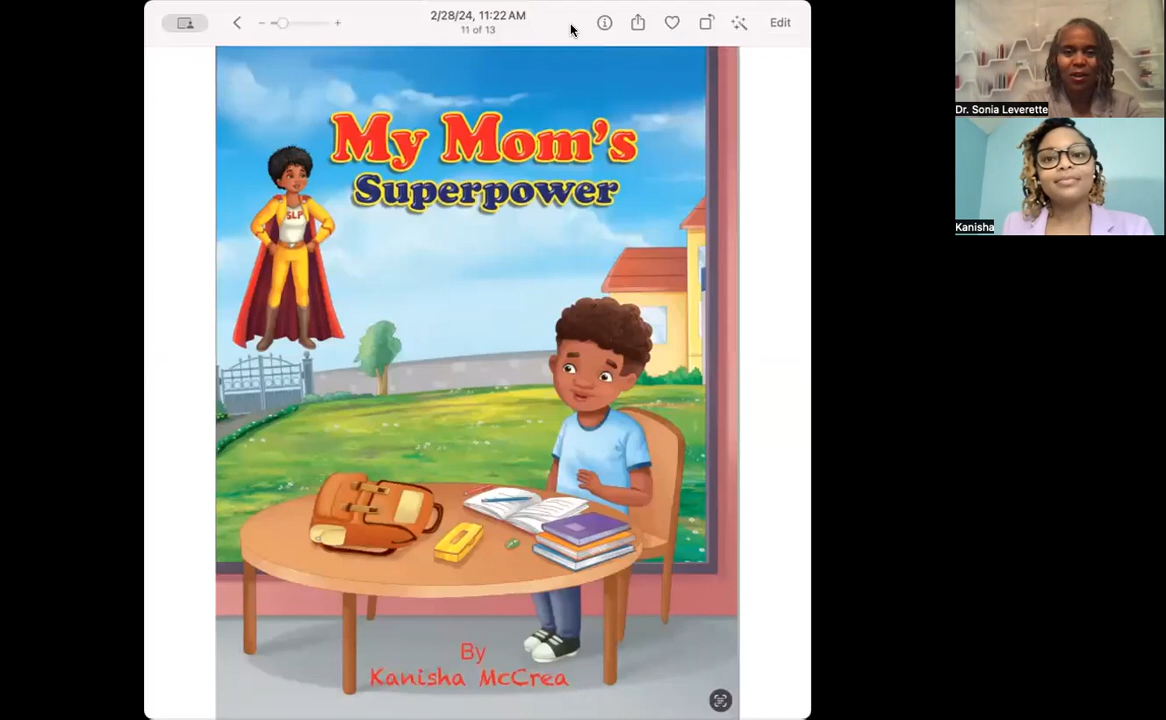 2/28/24, 11:22 AM
11 of 13
Edit
My Mom's
Superpower
SLP
By
Kanisha McCrea
Dr. Sonia Leverette
Kanisha